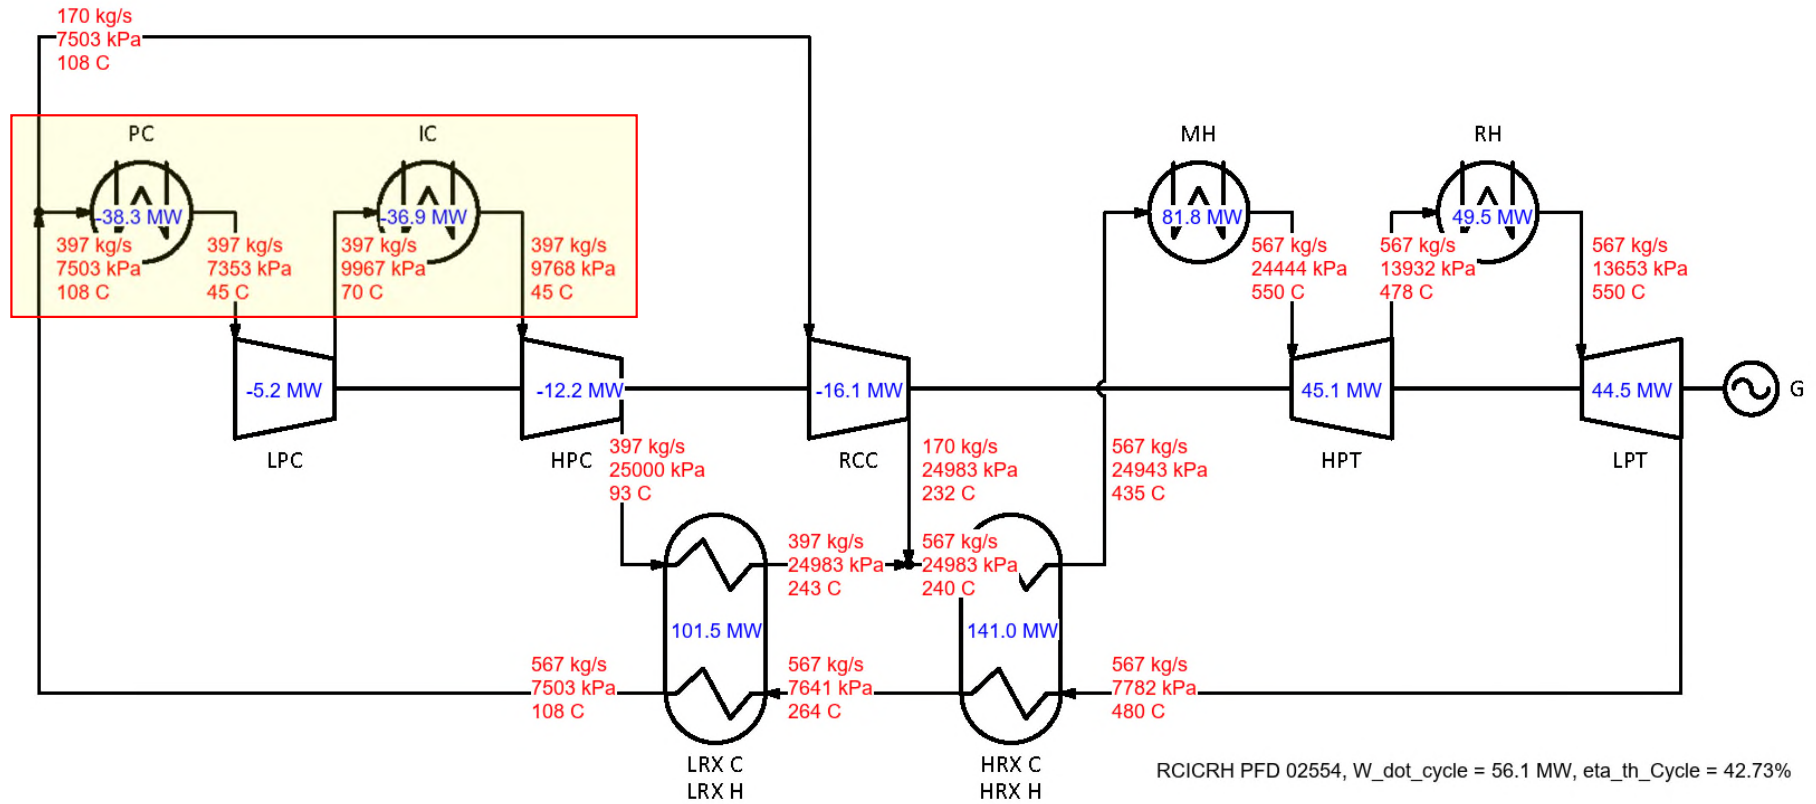 170 kg/s
7503 kPa
108 C
PC
IC
MH
RH
-38.3 MW
-36.9 MW
81.8 MW
49.5 MW
397 kg/s
7503 kPa
108 C
397 kg/s
7353 kPa
45 C
397 kg/s
9967 kPa
70 C
397 kg/s
9768 kPa
45 C
567 kg/s
24444 kPa
550 C
567 kg/s
13932 kPa
478 C
567 kg/s
13653 kPa
550 C
-5.2 MW
-12.2 MW
-16.1 MW
45.1 MW
44.5 MW
G
LPC
HPC
RCC
HPT
LPT
397 kg/s
25000 kPa
93 C
170 kg/s
24983 kPa
232 C
567 kg/s
24943 kPa
435 C
397 kg/s
24983 kPa
243 C
567 kg/s
24983 kPa
240 C
101.5 MW
141.0 MW
567 kg/s
7503 kPa
108 C
567 kg/s
7641 kPa
264 C
567 kg/s
7782 kPa
480 C
LRX C
LRX H
HRX C
HRX H
RCICRH PFD 02554, W_dot_cycle = 56.1 MW, eta_th_Cycle = 42.73%